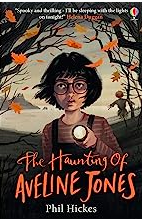 "Spooky and thrilling - I'll be sleeping with the lights
on tonight!" Helena Duggan
The Haunting Of
AVELINE JONES
Phil Hickes